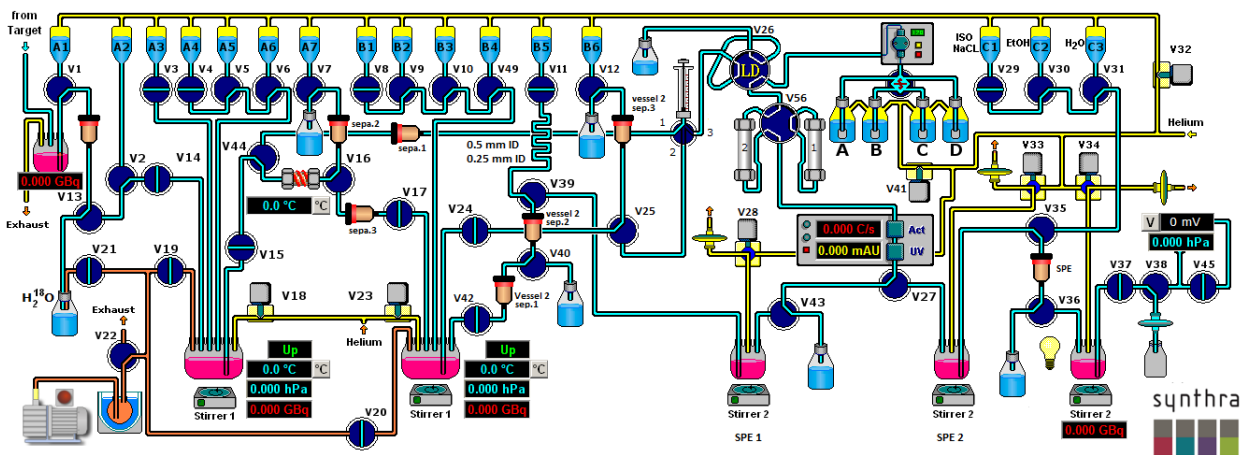 from
Target
A1
A2
A3
A4
A5
A6
A7
B1
B2
B3
B4
B5
B6
V26
ISO
NaCL
C1
EtOH
C2
H2O
C3
V32
V1
V3
V4
V5
V6
V7
V8
V9
V10
V49
V11
V12
LD
V56
V29
V30
V31
vessel 2
sep.3
sepa.2
sepa.1
1
3
2
0.5 mm ID
0.25 mm ID
2
1
A
B
C
D
Helium
0.000 GBq
V2
V14
V44
V16
V33
V34
V41
V13
0.0 °C
°C
V17
sepa.3
V39
vessel 2
sep.2
V24
V25
V28
0.000 C/s
Act
0.000 mAU
UV
V35
V
0 mV
0.000 hPa
Exhaust
V21
V19
V15
V40
SPE
V37
V38
V45
H218O
V18
V23
V42
Vessel 2
sep.1
V43
V27
V36
Exhaust
V22
Helium
Up
0.0 °C
°C
0.000 hPa
0.000 GBq
Stirrer 1
Up
0.0 °C
°C
0.000 hPa
0.000 GBq
Stirrer 1
V20
Stirrer 2
SPE 1
Stirrer 2
SPE 2
Stirrer 2
0.000 GBq
synthra